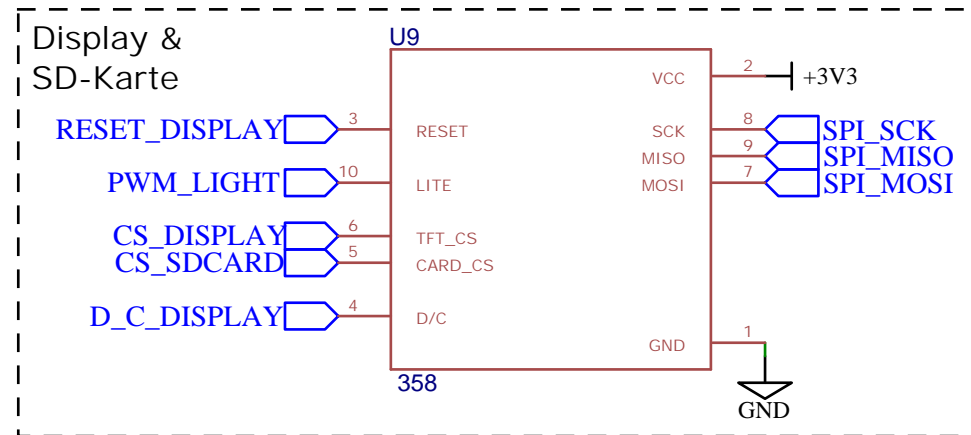 Display &
SD-Karte
U9
VCC 2 +3V3
RESET_DISPLAY 3 RESET
SCK 8 SPI_SCK
MISO 9 SPI_MISO
PWM_LIGHT 10 LITE
MOSI 7 SPI_MOSI
CS_DISPLAY 6 TFT_CS
CS_SDCARD 5 CARD_CS
D_C_DISPLAY 4 D/C
GND 1
358
GND